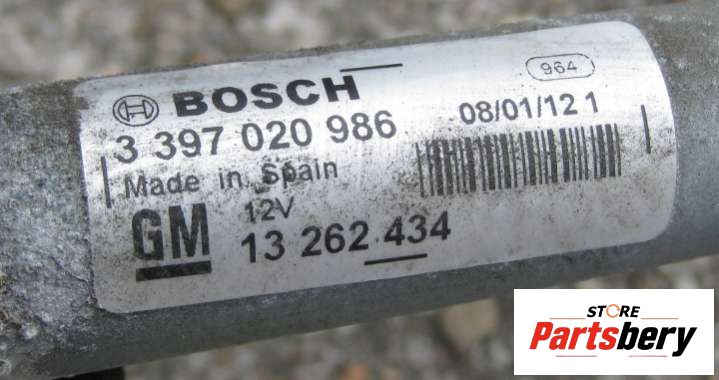 BOSCH
964
3 397 020 986
08/01/12 1
Made in Spain
12V
GM
13 262 434
STORE
Partsbery